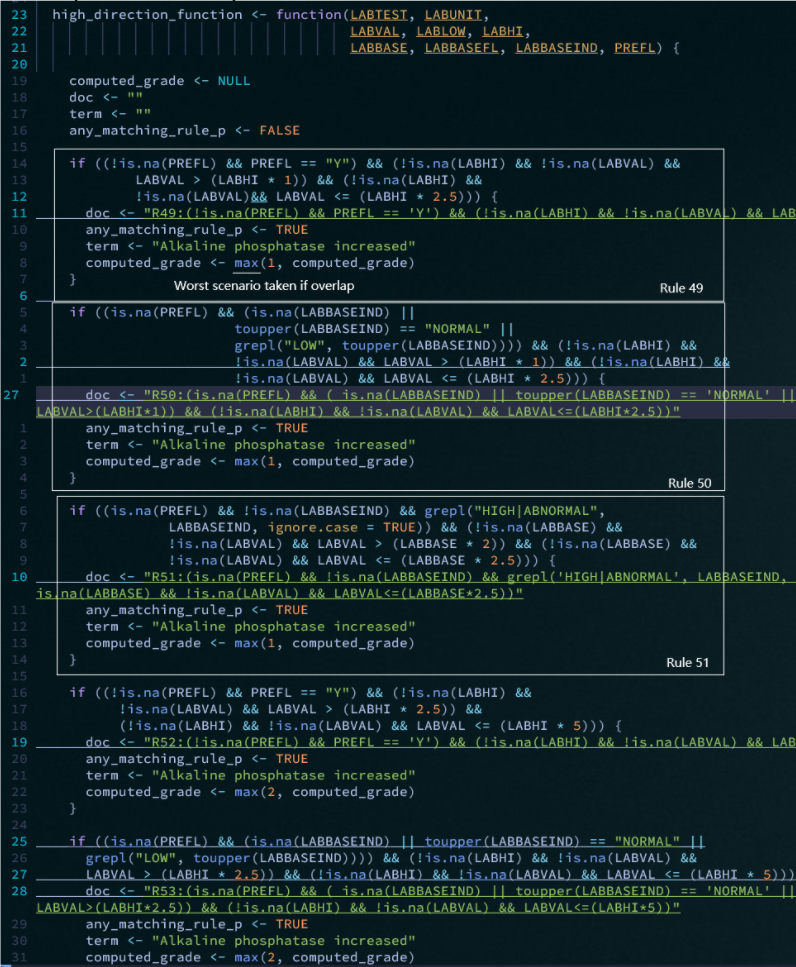 23 high_direction_function <- function(LABTEST, LABUNIT,
22 LABVAL, LABLOW, LABHI,
21 LABBASE, LABBASEFL, LABBASEIND, PREFL) {
20
19 computed_grade <- NULL
18 doc <- ""
17 term <- ""
16 any_matching_rule_p <- FALSE
15
14 if ((!is.na(PREFL) && PREFL == "Y") && (!is.na(LABHI) && !is.na(LABVAL) &&
13 LABVAL > (LABHI * 1)) && (!is.na(LABHI) &&
12 !is.na(LABVAL)&& LABVAL <= (LABHI * 2.5))) {
11 doc <- "R49:(!is.na(PREFL) && PREFL == 'Y') && (!is.na(LABHI) && !is.na(LABVAL) && LAB
10 any_matching_rule_p <- TRUE
9 term <- "Alkaline phosphatase increased"
8 computed_grade <- max(1, computed_grade)
7 }
Worst scenario taken if overlap
Rule 49
6
5 if ((is.na(PREFL) && (is.na(LABBASEIND) ||
4 toupper(LABBASEIND) == "NORMAL" ||
3 grepl("LOW", toupper(LABBASEIND)))) && (!is.na(LABHI) &&
2 !is.na(LABVAL) && LABVAL > (LABHI * 1)) && (!is.na(LABHI) &&
1 !is.na(LABVAL) && LABVAL <= (LABHI * 2.5))) {
27 doc <- "R50:(is.na(PREFL) && ( is.na(LABBASEIND) || toupper(LABBASEIND) == 'NORMAL' ||
LABVAL>(LABHI*1)) && (!is.na(LABHI) && !is.na(LABVAL) && LABVAL<=(LABHI*2.5))"
1 any_matching_rule_p <- TRUE
2 term <- "Alkaline phosphatase increased"
3 computed_grade <- max(1, computed_grade)
4 }
Rule 50
5
6 if ((is.na(PREFL) && !is.na(LABBASEIND) && grepl("HIGH|ABNORMAL",
7 LABBASEIND, ignore.case = TRUE)) && (!is.na(LABBASE) &&
8 !is.na(LABVAL) && LABVAL > (LABBASE * 2)) && (!is.na(LABBASE) &&
9 !is.na(LABVAL) && LABVAL <= (LABBASE * 2.5))) {
10 doc <- "R51:(is.na(PREFL) && !is.na(LABBASEIND) && grepl('HIGH|ABNORMAL', LABBASEIND,
is.na(LABBASE) && !is.na(LABVAL) && LABVAL<=(LABBASE*2.5))"
11 any_matching_rule_p <- TRUE
12 term <- "Alkaline phosphatase increased"
13 computed_grade <- max(1, computed_grade)
14 }
Rule 51
15
16 if ((!is.na(PREFL) && PREFL == "Y") && (!is.na(LABHI) &&
17 !is.na(LABVAL) && LABVAL > (LABHI * 2.5)) &&
18 (!is.na(LABHI) && !is.na(LABVAL) && LABVAL <= (LABHI * 5))) {
19 doc <- "R52:(!is.na(PREFL) && PREFL == 'Y') && (!is.na(LABHI) && !is.na(LABVAL) && LAB
20 any_matching_rule_p <- TRUE
21 term <- "Alkaline phosphatase increased"
22 computed_grade <- max(2, computed_grade)
23 }
24
25 if ((is.na(PREFL) && (is.na(LABBASEIND) || toupper(LABBASEIND) == "NORMAL" ||
26 grepl("LOW", toupper(LABBASEIND)))) && (!is.na(LABHI) && !is.na(LABVAL) &&
27 LABVAL > (LABHI * 2.5)) && (!is.na(LABHI) && !is.na(LABVAL) && LABVAL <= (LABHI * 5)))
28 doc <- "R53:(is.na(PREFL) && ( is.na(LABBASEIND) || toupper(LABBASEIND) == 'NORMAL' ||
LABVAL>(LABHI*2.5)) && (!is.na(LABHI) && !is.na(LABVAL) && LABVAL<=(LABHI*5))"
29 any_matching_rule_p <- TRUE
30 term <- "Alkaline phosphatase increased"
31 computed_grade <- max(2, computed_grade)